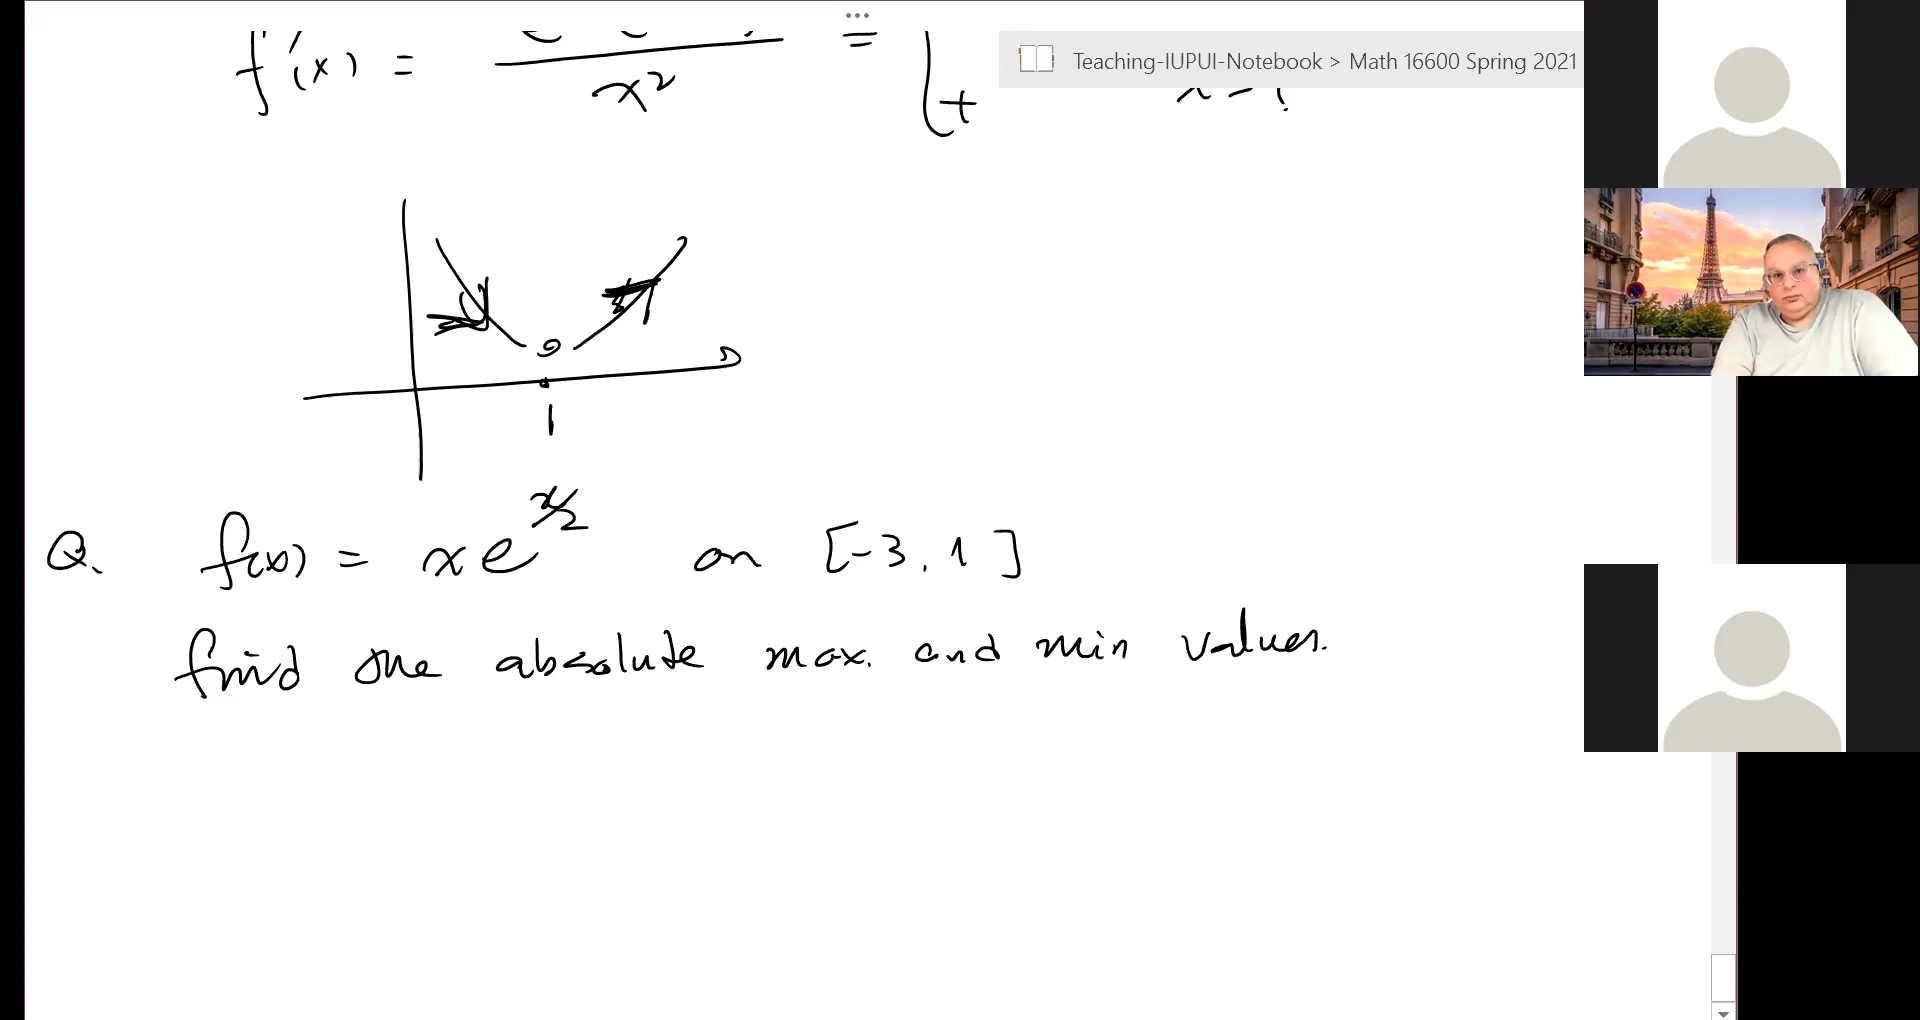 f'(x) = x² =
+
Teaching-IUPUI-Notebook > Math 16600 Spring 2021
1
Q. f(x) = xe^{x/2} on [-3, 1]
find the absolute max. and min values.